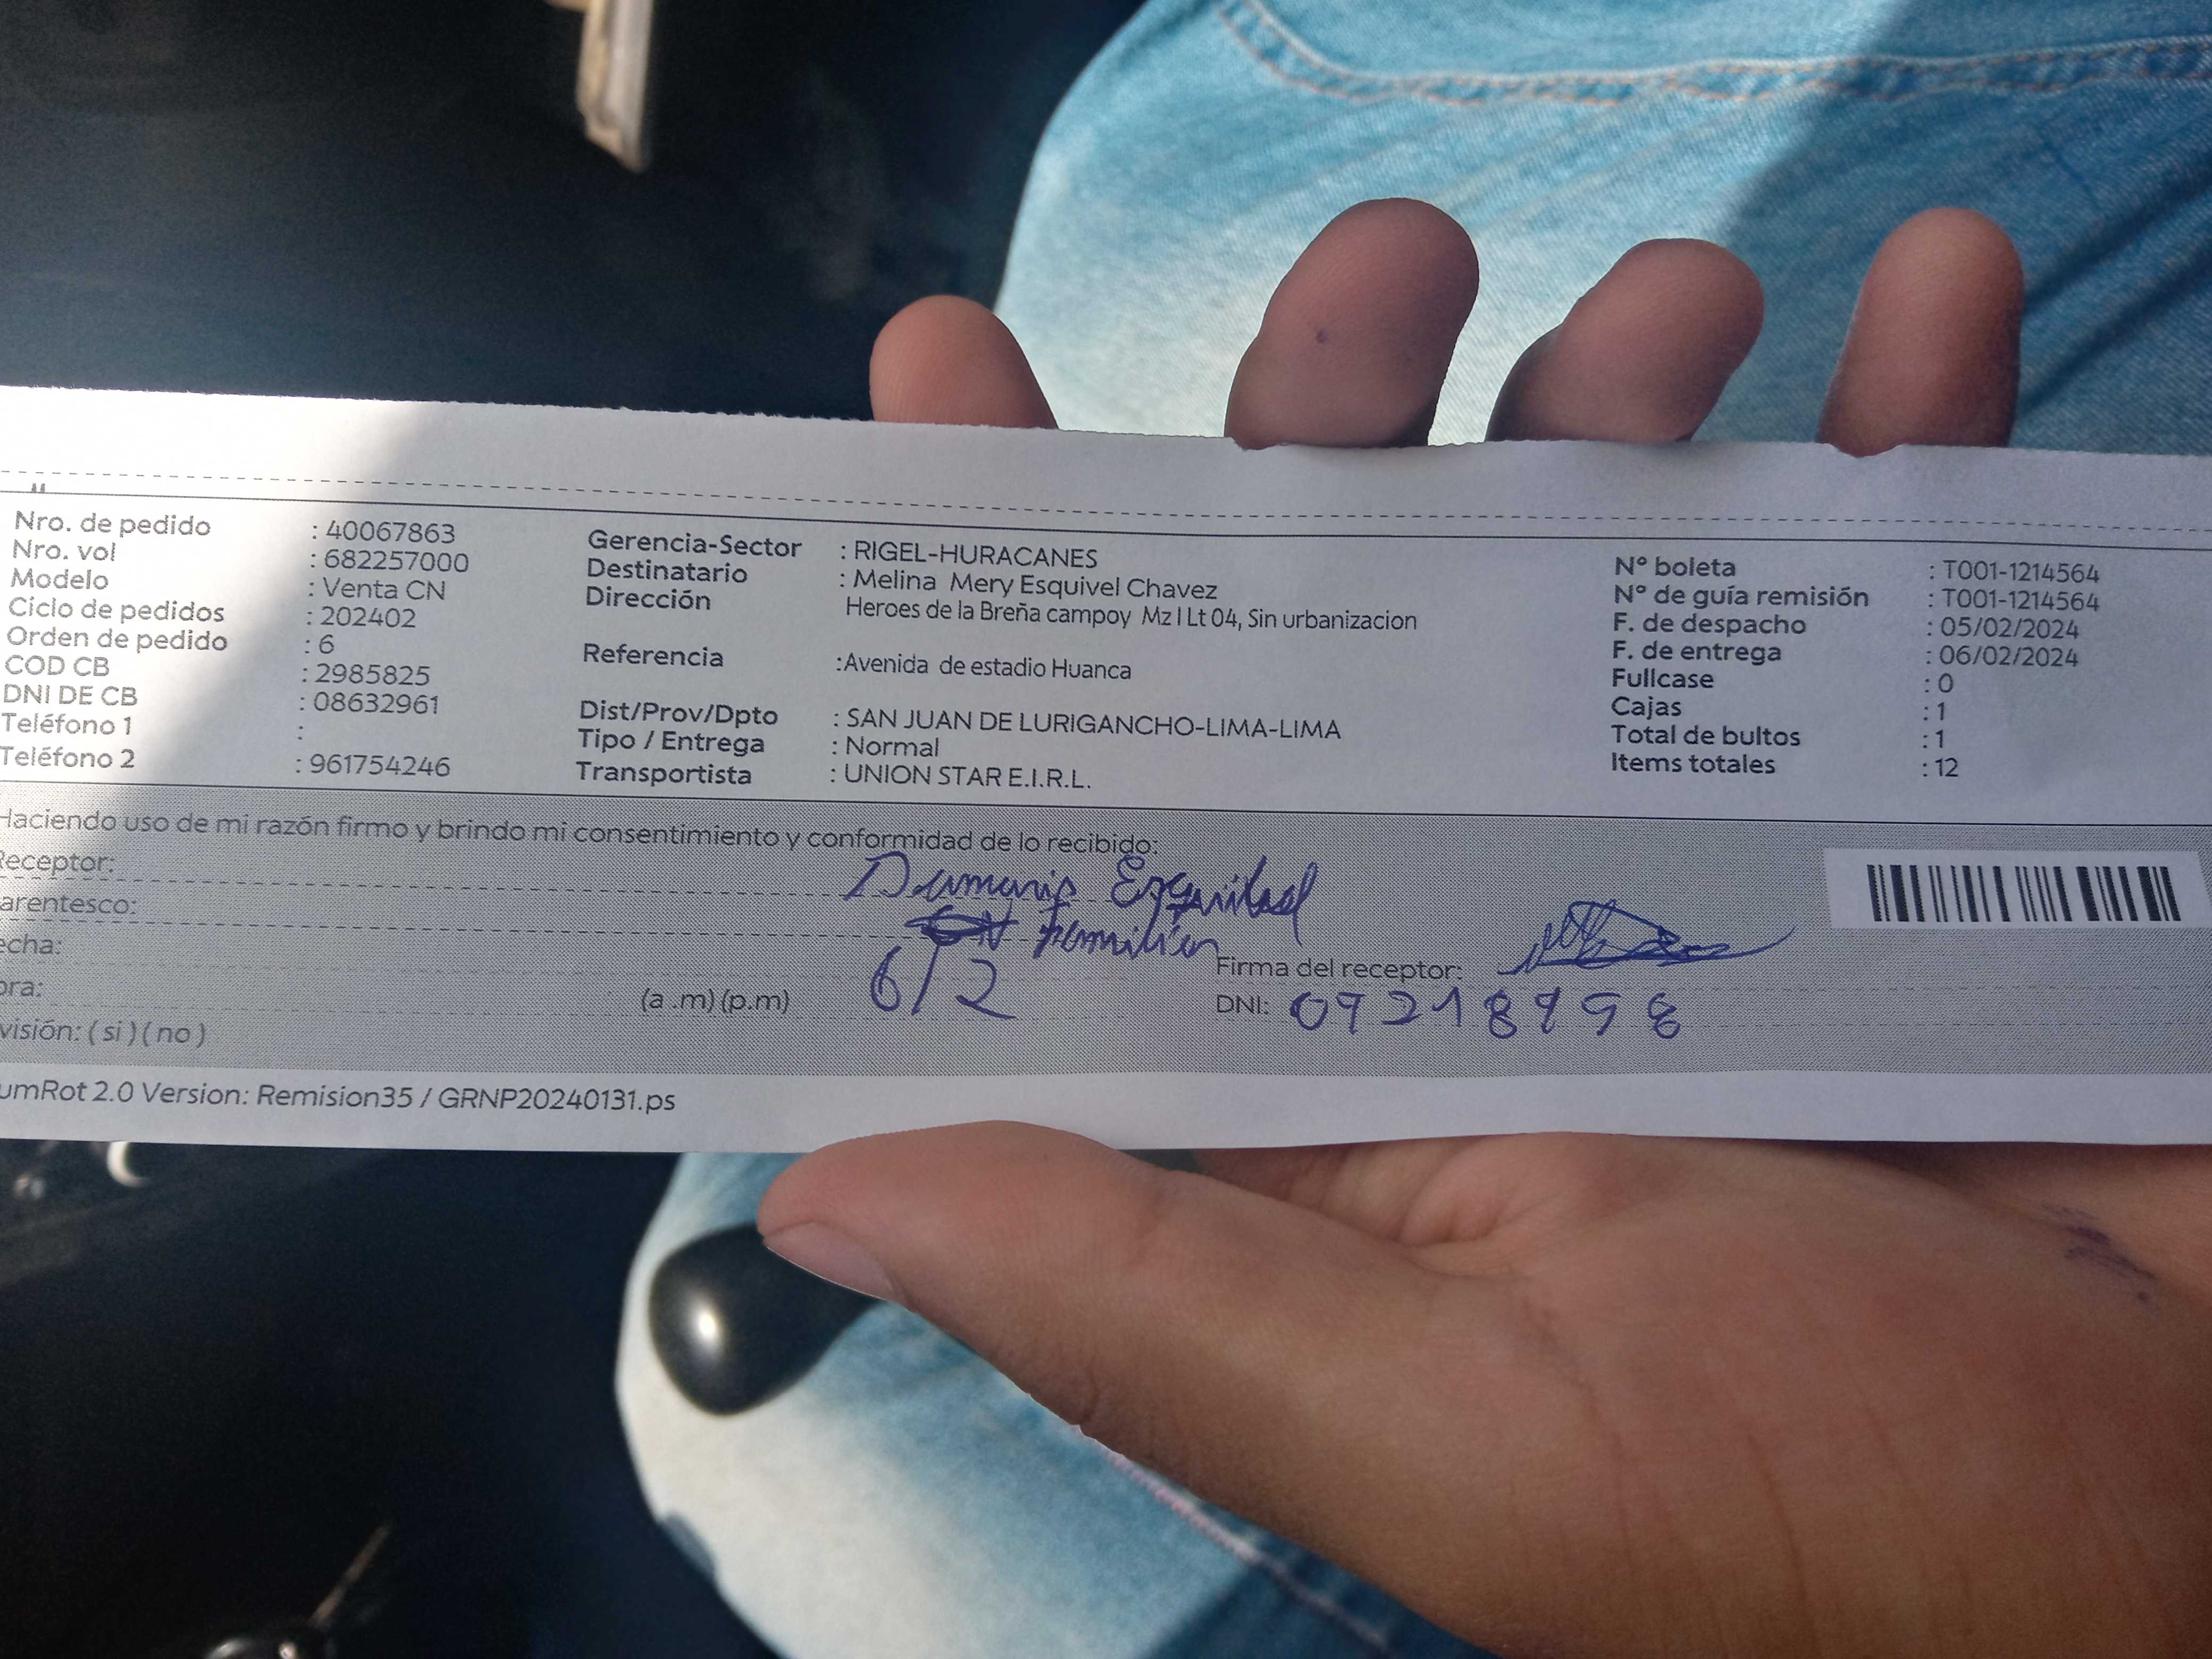 Nro. de pedido : 40067863
Nro. vol : 682257000
Modelo : Venta CN
Ciclo de pedidos : 202402
Orden de pedido : 6
COD CB : 2985825
DNI DE CB : 08632961
Teléfono 1 :
Teléfono 2 : 961754246
Gerencia-Sector : RIGEL-HURACANES
Destinatario : Melina Mery Esquivel Chavez
Dirección Heroes de la Breña campoy Mz I Lt 04, Sin urbanizacion
Referencia :Avenida de estadio Huanca
Dist/Prov/Dpto : SAN JUAN DE LURIGANCHO-LIMA-LIMA
Tipo / Entrega : Normal
Transportista : UNION STAR E.I.R.L.
N° boleta : T001-1214564
N° de guía remisión : T001-1214564
F. de despacho : 05/02/2024
F. de entrega : 06/02/2024
Fullcase : 0
Cajas : 1
Total de bultos : 1
Items totales : 12
Haciendo uso de mi razón firmo y brindo mi consentimiento y conformidad de lo recibido:
Receptor: Damaris
arentesco: Familiar
echa: 6/2
ora: (a .m) (p.m)
visión: ( si ) ( no )
Firma del receptor:
DNI:
umRot 2.0 Version: Remision35 / GRNP20240131.ps